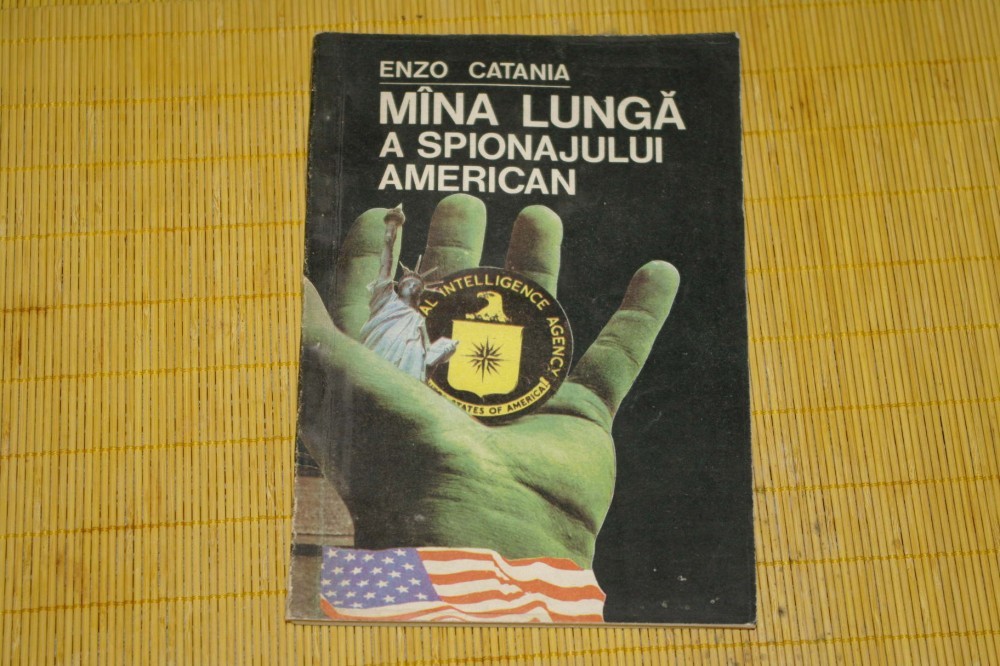 ENZO CATANIA
MÎNA LUNGĂ
A SPIONAJULUI
AMERICAN
AL INTELLIGENCE AGENCY
STATES OF AMERICA